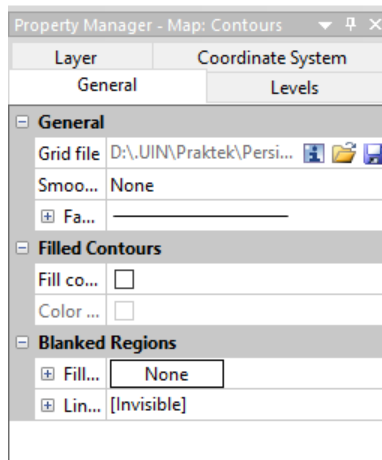 Property Manager - Map: Contours
Layer Coordinate System
General Levels
General
Grid file D:\.UIN\Praktek\Persi...
Smoo... None
Fa...
Filled Contours
Fill co...
Color ...
Blanked Regions
Fill... None
Lin... [Invisible]